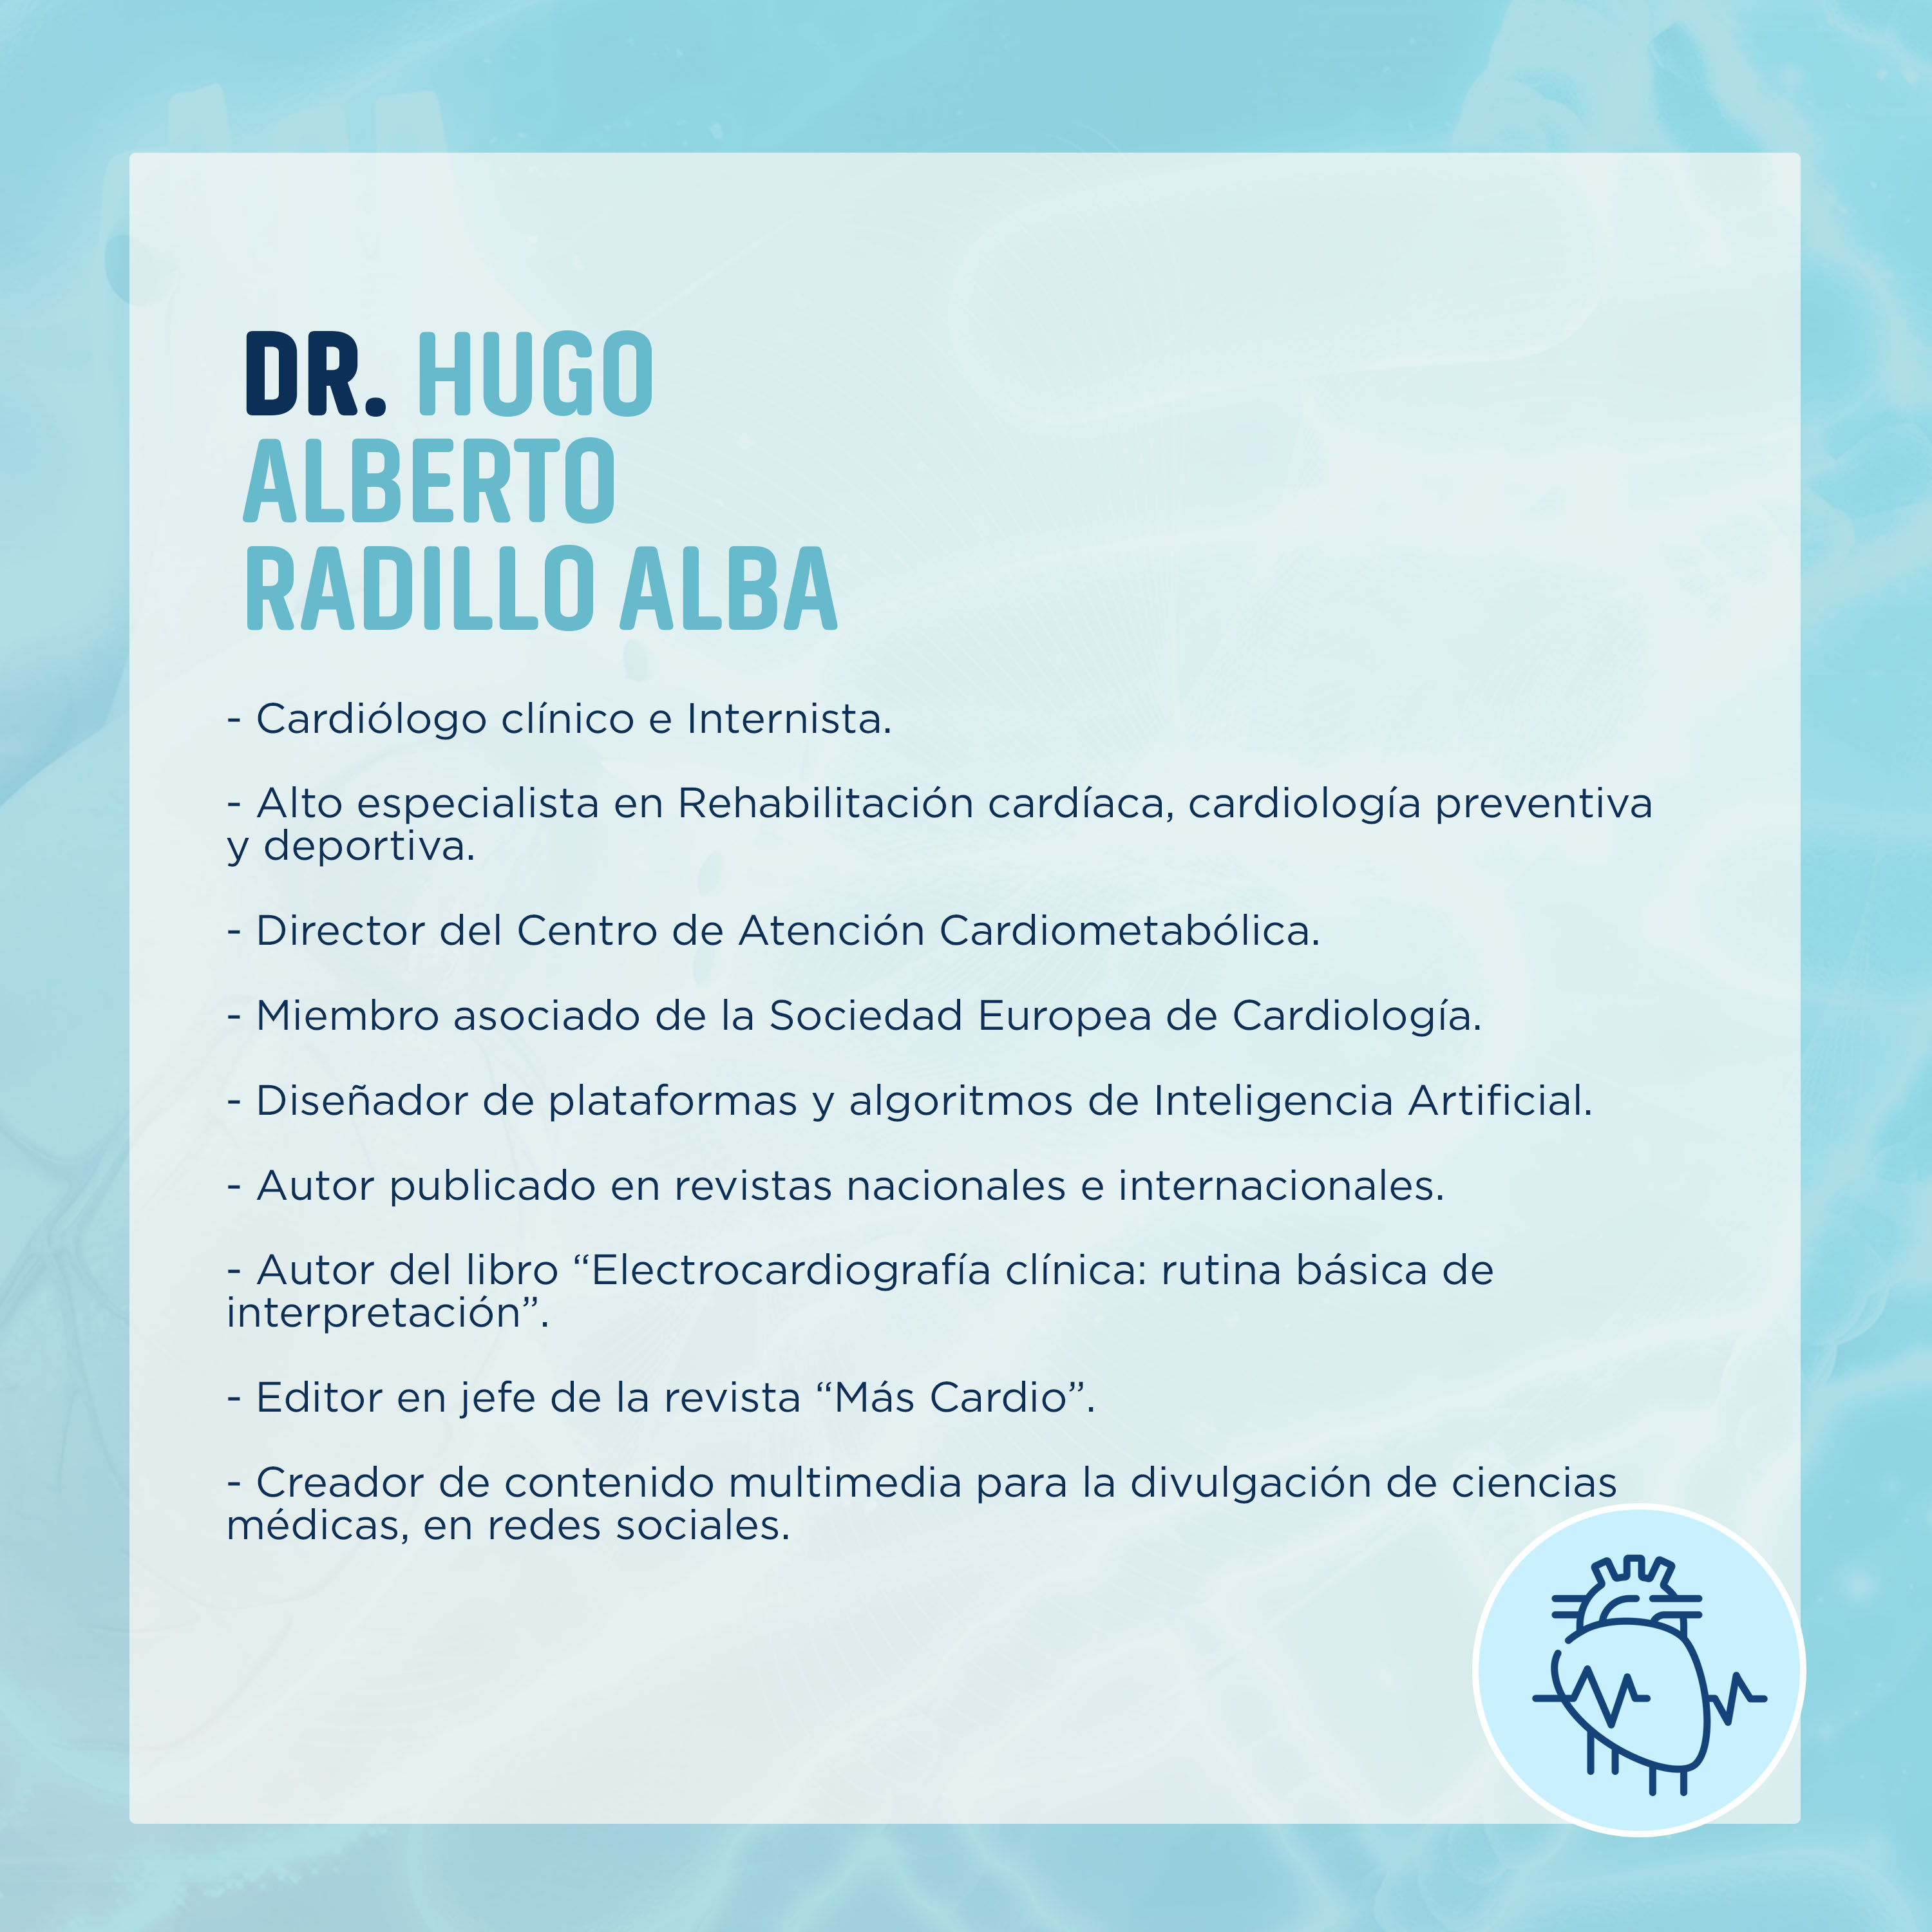 DR. HUGO
ALBERTO
RADILLO ALBA
- Cardiólogo clínico e Internista.
- Alto especialista en Rehabilitación cardíaca, cardiología preventiva
y deportiva.
- Director del Centro de Atención Cardiometabólica.
- Miembro asociado de la Sociedad Europea de Cardiología.
- Diseñador de plataformas y algoritmos de Inteligencia Artificial.
- Autor publicado en revistas nacionales e internacionales.
- Autor del libro “Electrocardiografía clínica: rutina básica de
interpretación”.
- Editor en jefe de la revista “Más Cardio”.
- Creador de contenido multimedia para la divulgación de ciencias
médicas, en redes sociales.